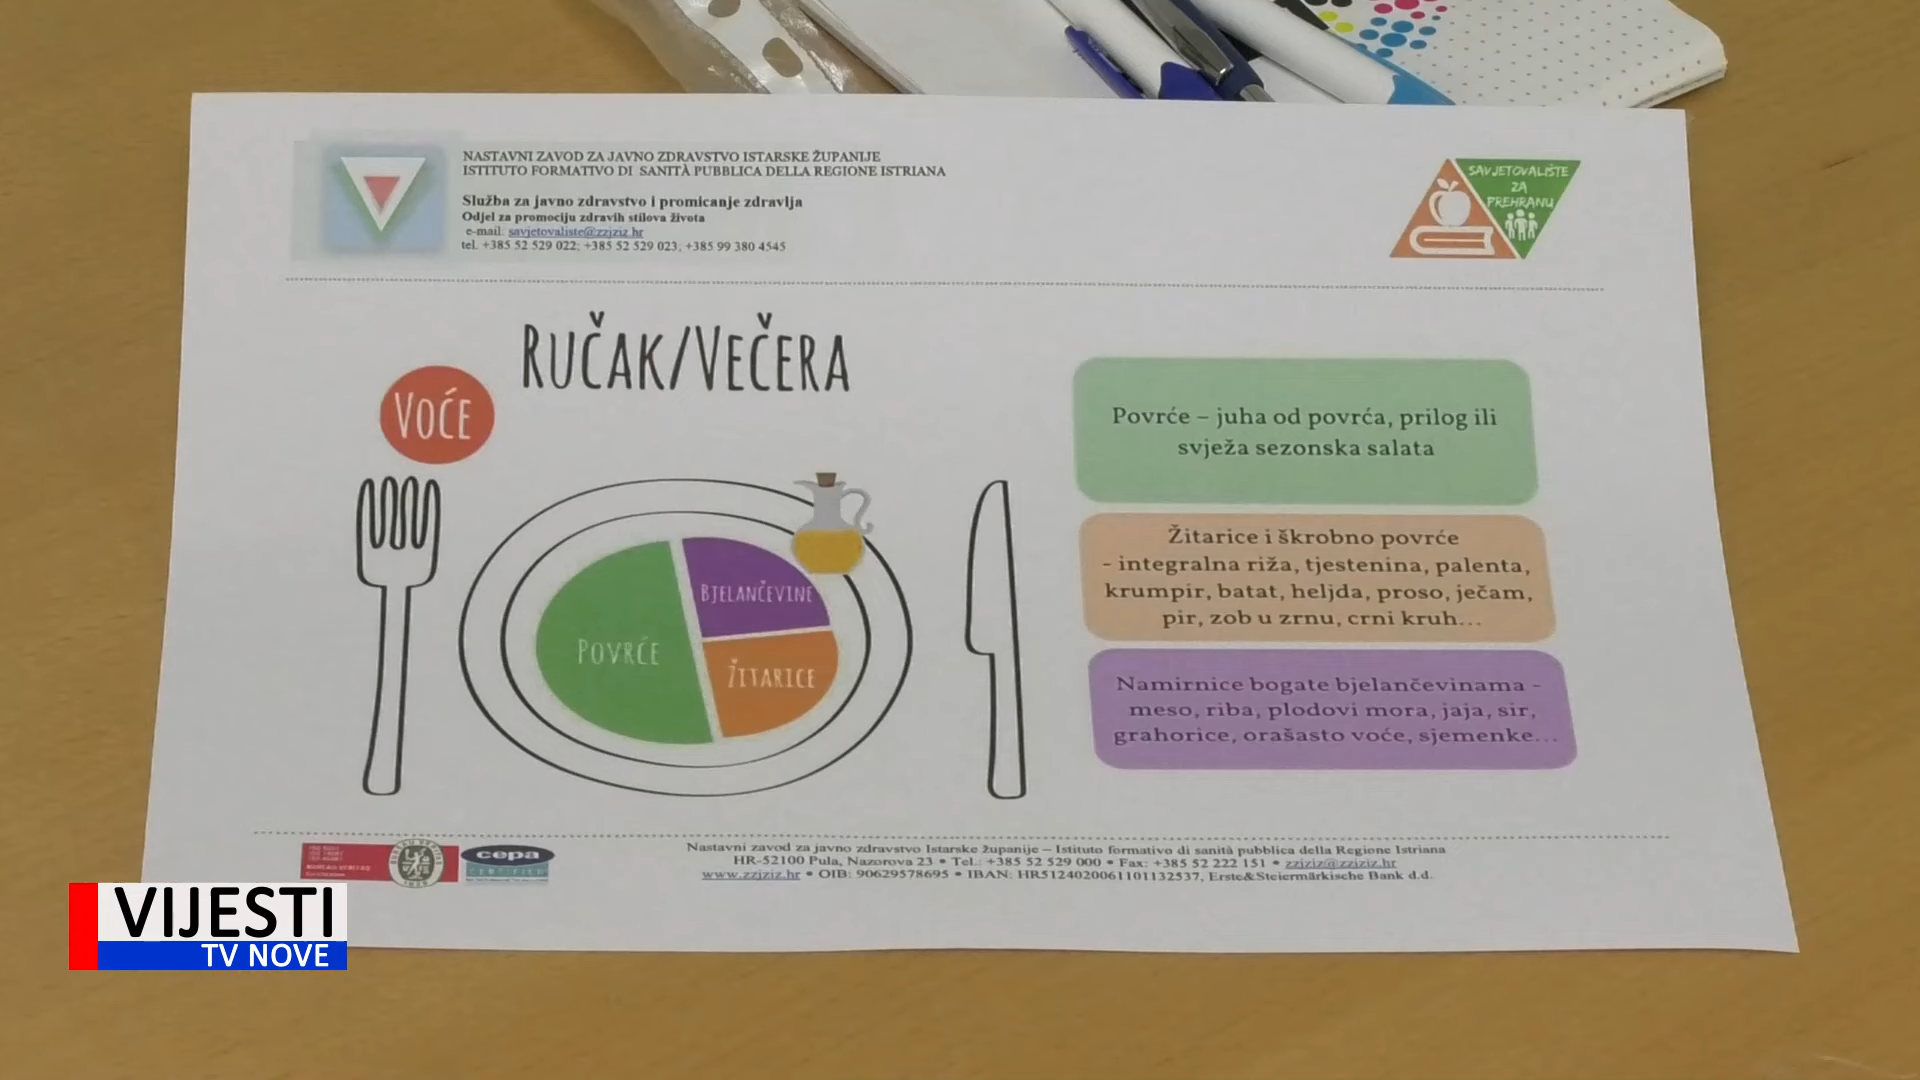 NASTAVNI ZAVOD ZA JAVNO ZDRAVSTVO ISTARSKE ŽUPANIJE
ISTITUTO FORMATIVO DI SANITÀ PUBBLICA DELLA REGIONE ISTRIANA
Služba za javno zdravstvo i promicanje zdravlja
Odjel za promociju zdravih stilova života
e-mail: savjetovaliste@zzjziz.hr
tel. +385 52 529 022; +385 52 529 023; +385 99 380 4545
SAVJETOVALIŠTE
ZA
PREHRANU
RUČAK/VEČERA
VOĆE
POVRĆE
BJELANČEVINE
ŽITARICE
Povrće – juha od povrća, prilog ili
svježa sezonska salata
Žitarice i škrobno povrće
- integralna riža, tjestenina, palenta,
krumpir, batat, heljda, proso, ječam,
pir, zob u zrnu, crni kruh...
Namirnice bogate bjelančevinama -
meso, riba, plodovi mora, jaja, sir,
grahorice, orašasto voće, sjemenke...
cepa
CERTIFIED
Nastavni zavod za javno zdravstvo Istarske županije – Istituto formativo di sanità pubblica della Regione Istriana
HR-52100 Pula, Nazorova 23 • Tel.: +385 52 529 000 • Fax: +385 52 222 151 • zzjziz@zzjziz.hr
www.zzjziz.hr • OIB: 90629578695 • IBAN: HR5124020061101132537, Erste&Steiermärkische Bank d.d.
VIJESTI
TV NOVE